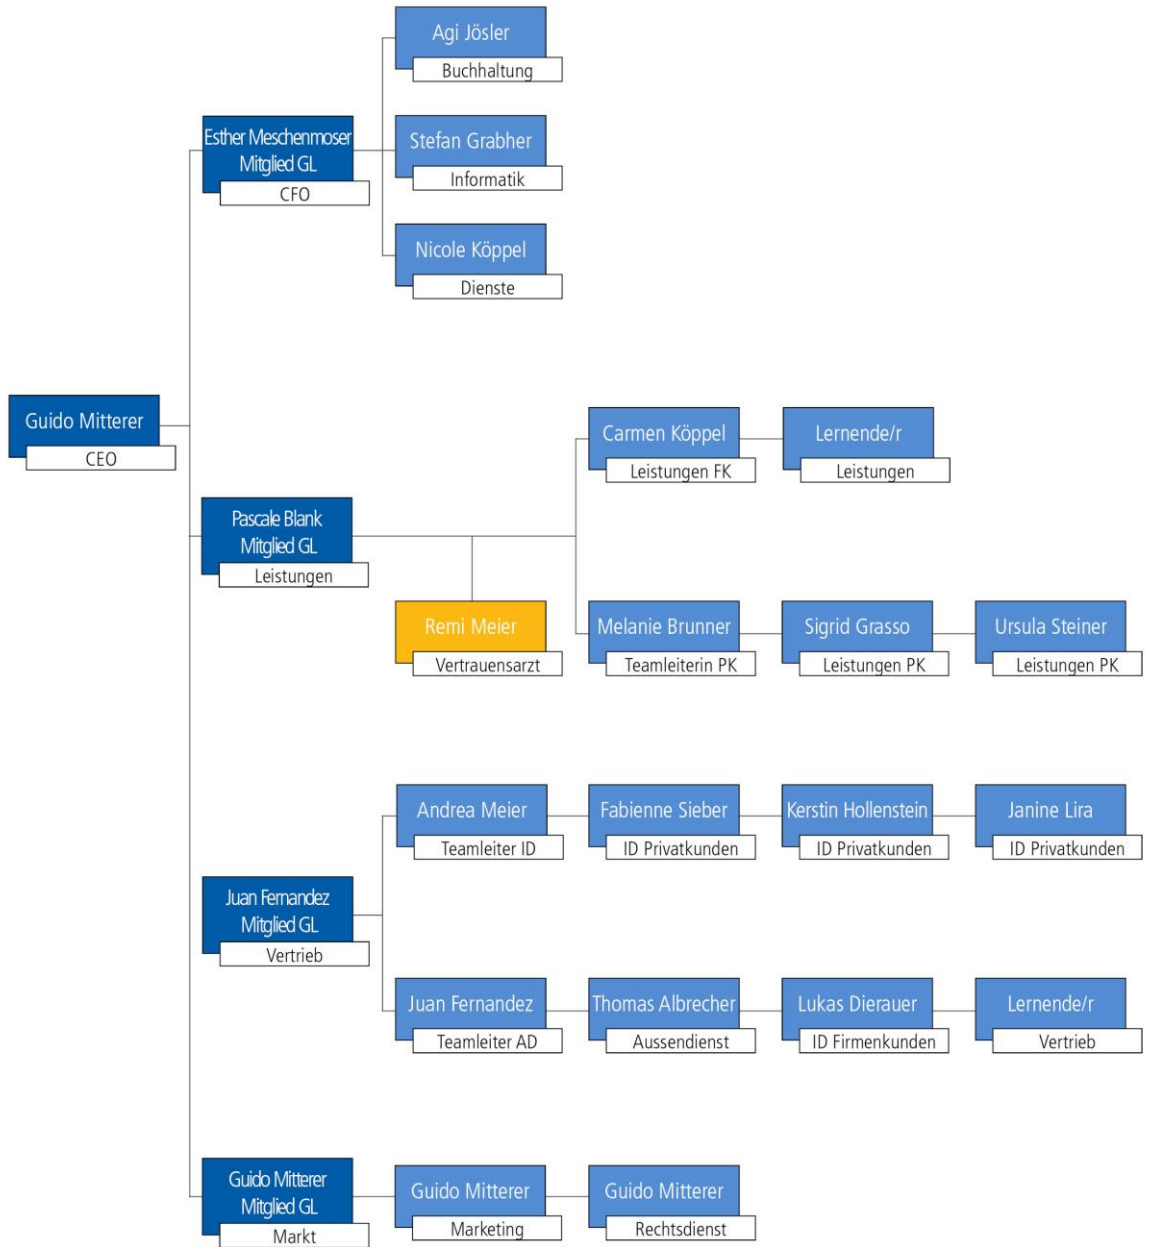 Agi Jösler
Buchhaltung
Esther Meschenmoser
Mitglied GL
CFO
Stefan Grabher
Informatik
Nicole Köppel
Dienste
Guido Mitterer
CEO
Carmen Köppel
Leistungen FK
Lernende/r
Leistungen
Pascale Blank
Mitglied GL
Leistungen
Remi Meier
Vertrauensarzt
Melanie Brunner
Teamleiterin PK
Sigrid Grasso
Leistungen PK
Ursula Steiner
Leistungen PK
Andrea Meier
Teamleiter ID
Fabienne Sieber
ID Privatkunden
Kerstin Hollenstein
ID Privatkunden
Janine Lira
ID Privatkunden
Juan Fernandez
Mitglied GL
Vertrieb
Juan Fernandez
Teamleiter AD
Thomas Albrecher
Aussendienst
Lukas Dierauer
ID Firmenkunden
Lernende/r
Vertrieb
Guido Mitterer
Mitglied GL
Markt
Guido Mitterer
Marketing
Guido Mitterer
Rechtsdienst